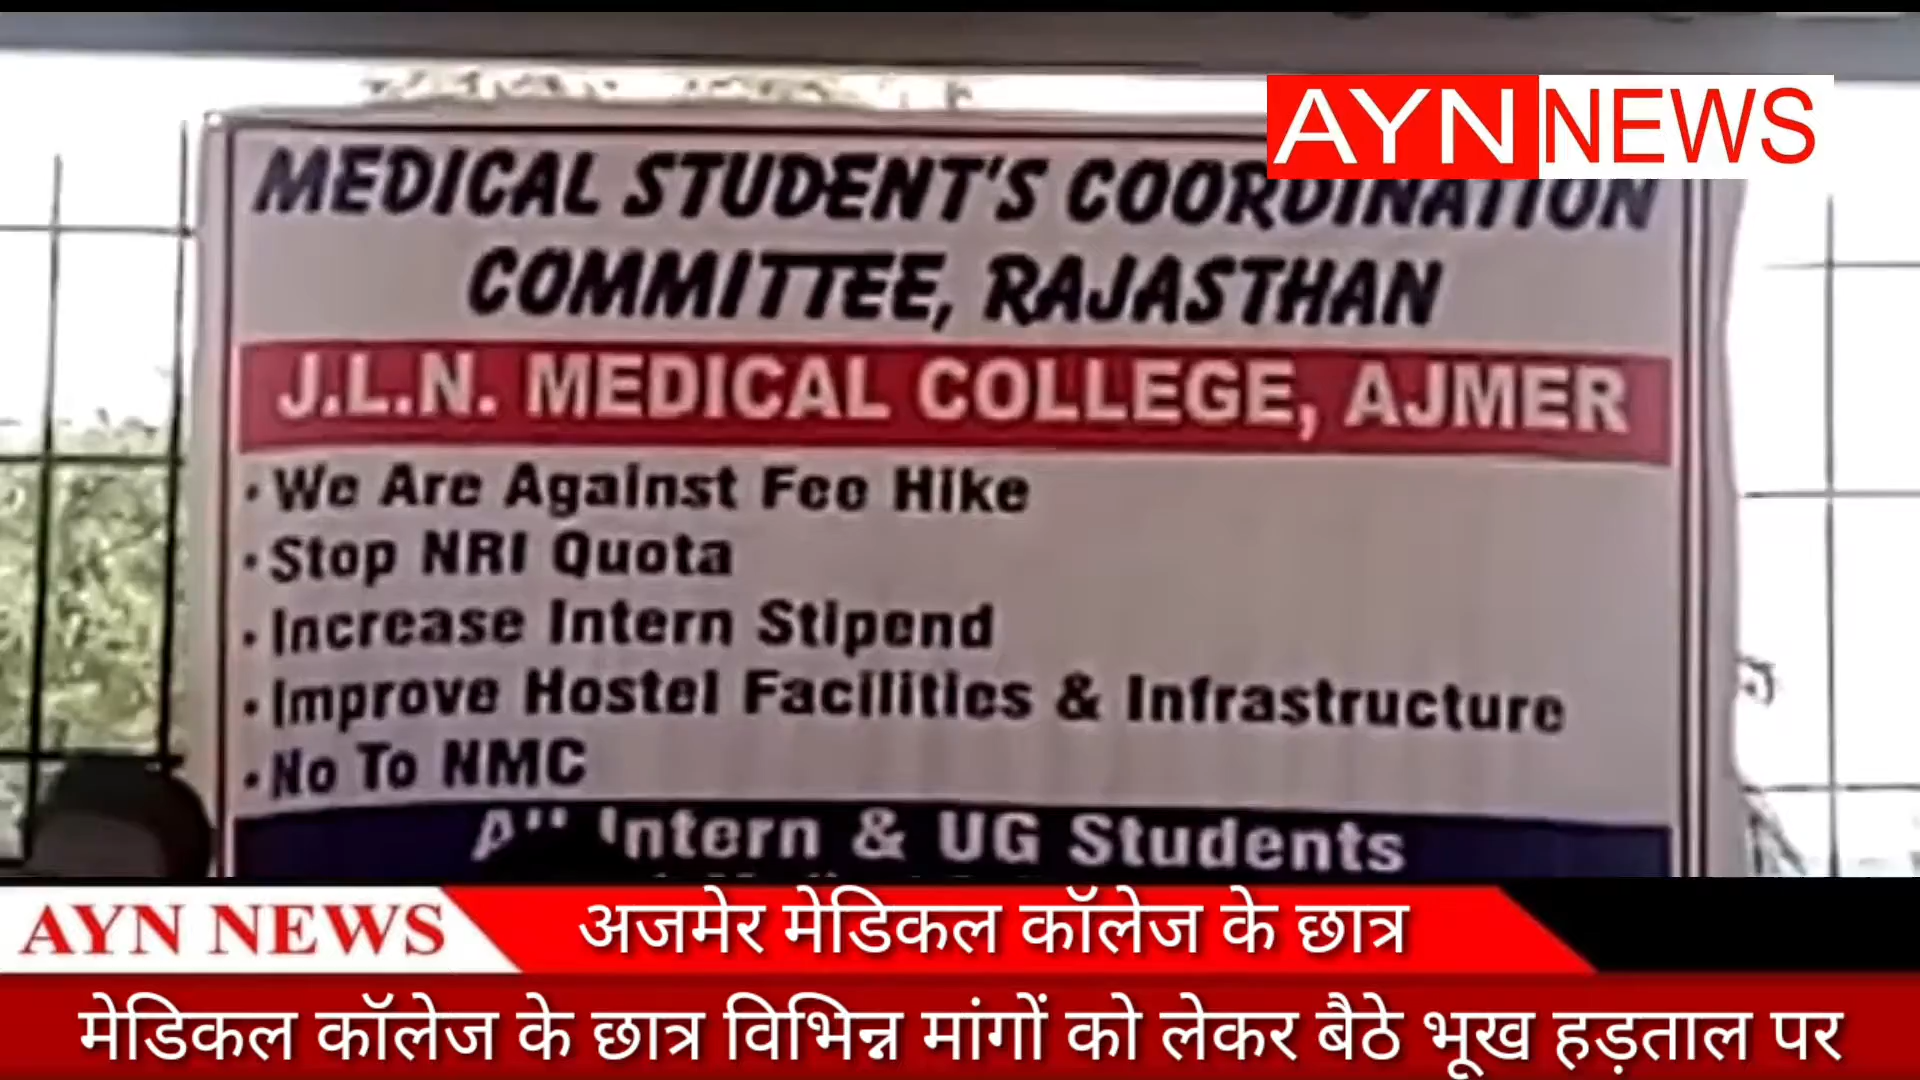 AYN NEWS
MEDICAL STUDENT'S COORDINATION
COMMITTEE, RAJASTHAN
J.L.N. MEDICAL COLLEGE, AJMER
· We Are Against Fee Hike
· Stop NRI Quota
· Increase Intern Stipend
· Improve Hostel Facilities & Infrastructure
· No To NMC
All Intern & UG Students
AYN NEWS
अजमेर मेडिकल कॉलेज के छात्र
मेडिकल कॉलेज के छात्र विभिन्न मांगों को लेकर बैठे भूख हड़ताल पर